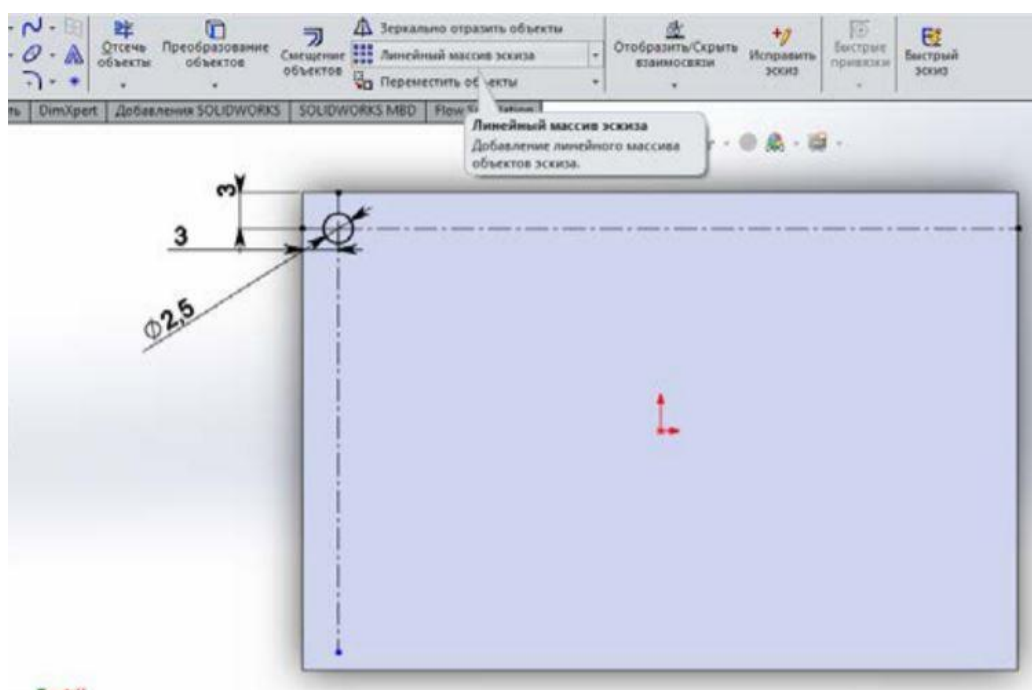 Зеркально отразить объекты
Отсечь объекты
Преобразование объектов
Смещение объектов
Линейный массив эскиза
Переместить объекты
Отобразить/Скрыть взаимосвязи
Исправить эскиз
Быстрые привязки
Быстрый эскиз
DimXpert
Добавления SOLIDWORKS
SOLIDWORKS MBD
Flow
Линейный массив эскиза
Добавление линейного массива
объектов эскиза.
3
3
∅2,5